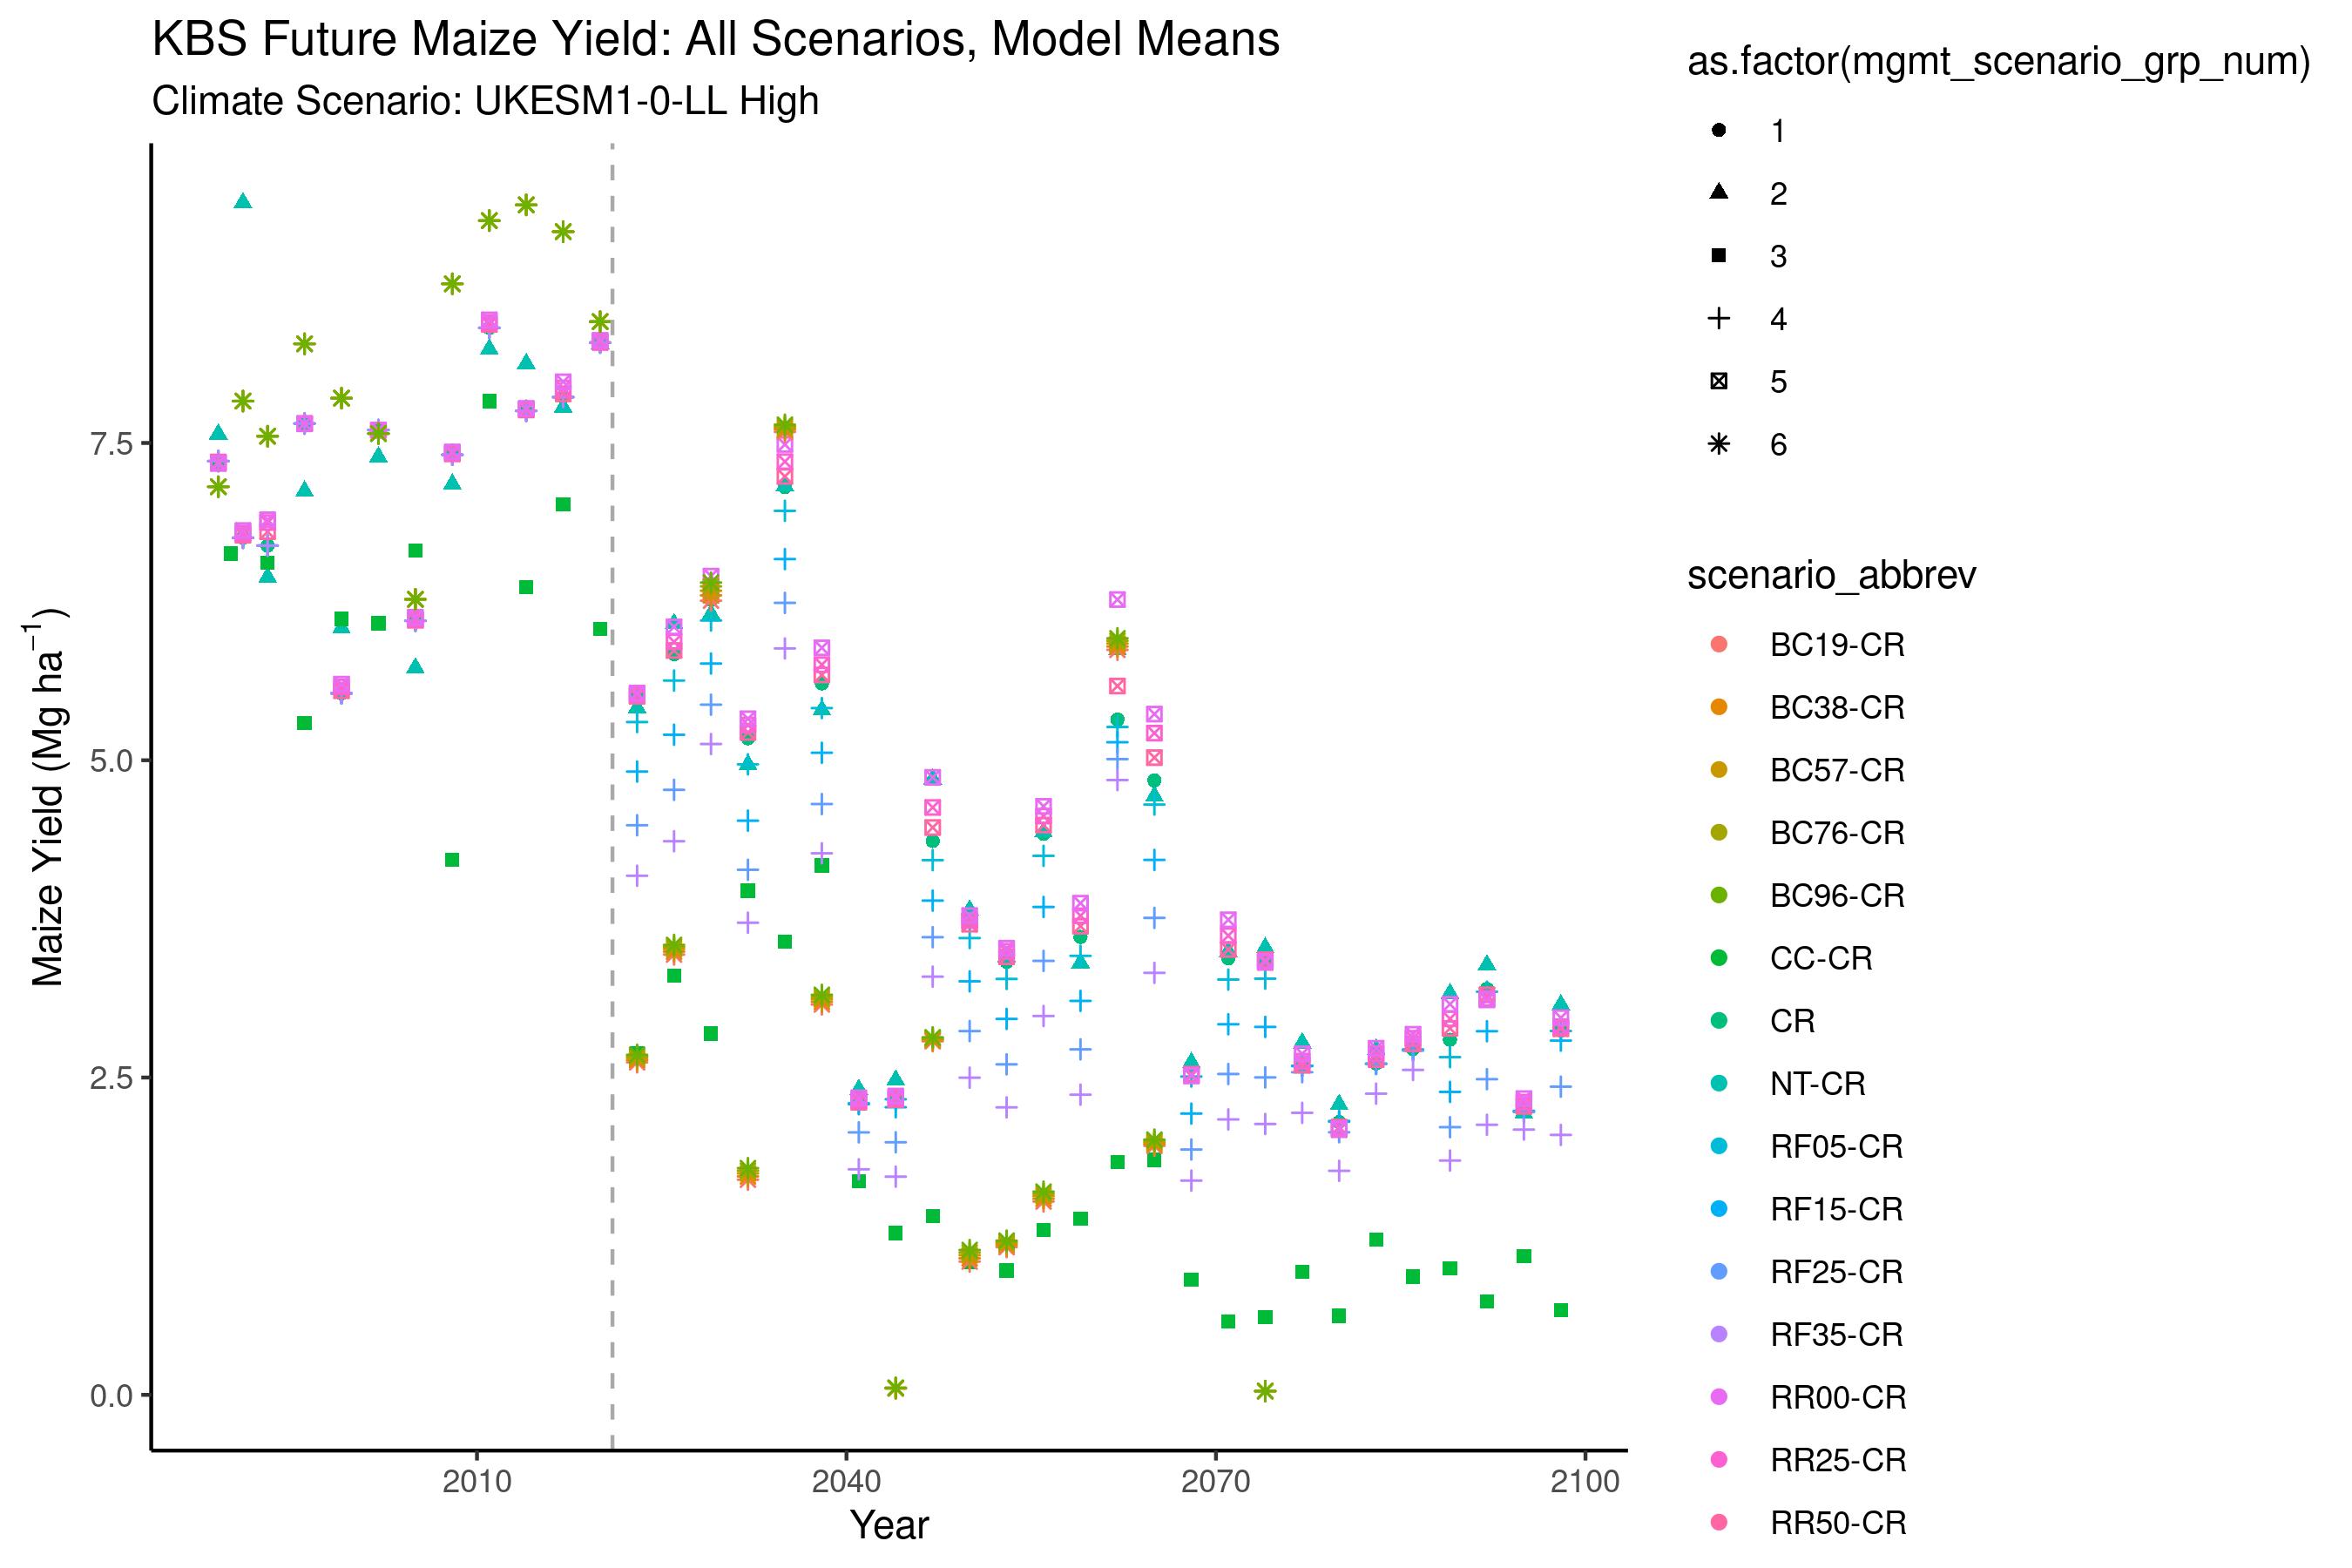 KBS Future Maize Yield: All Scenarios, Model Means
Climate Scenario: UKESM1-0-LL High
Maize Yield (Mg ha⁻¹)
7.5
5.0
2.5
0.0
2010
2040
2070
2100
Year
as.factor(mgmt_scenario_grp_num)
1
2
3
4
5
6
scenario_abbrev
BC19-CR
BC38-CR
BC57-CR
BC76-CR
BC96-CR
CC-CR
CR
NT-CR
RF05-CR
RF15-CR
RF25-CR
RF35-CR
RR00-CR
RR25-CR
RR50-CR